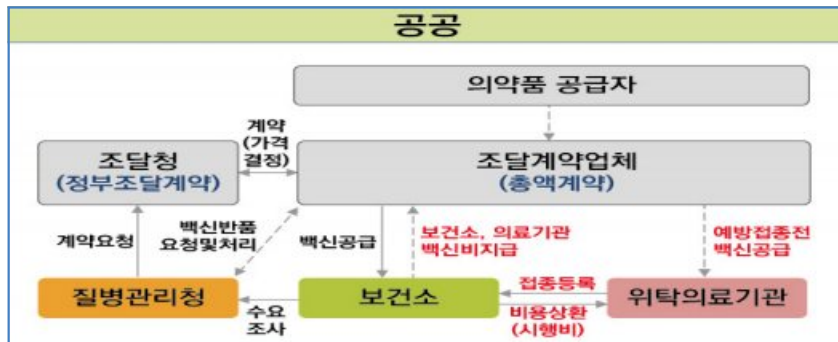 공공
의약품 공급자
계약
(가격
결정)
조달청
(정부조달계약)
조달계약업체
(총액계약)
계약요청
백신반품
요청및처리
백신공급
보건소, 의료기관
백신비지급
예방접종전
백신공급
질병관리청
수요
조사
보건소
접종등록
비용상환
(시행비)
위탁의료기관